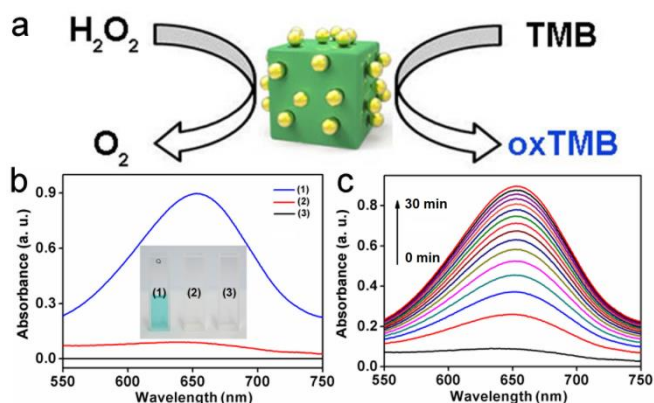 a
H₂O₂
TMB
O₂
oxTMB
b
(1)
(2)
(3)
(1)
(2)
(3)
0.9
0.6
0.3
0.0
Absorbance (a. u.)
550
600
650
700
750
Wavelength (nm)
c
30 min
0 min
0.8
0.6
0.4
0.2
0.0
Absorbance (a. u.)
550
600
650
700
750
Wavelength (nm)